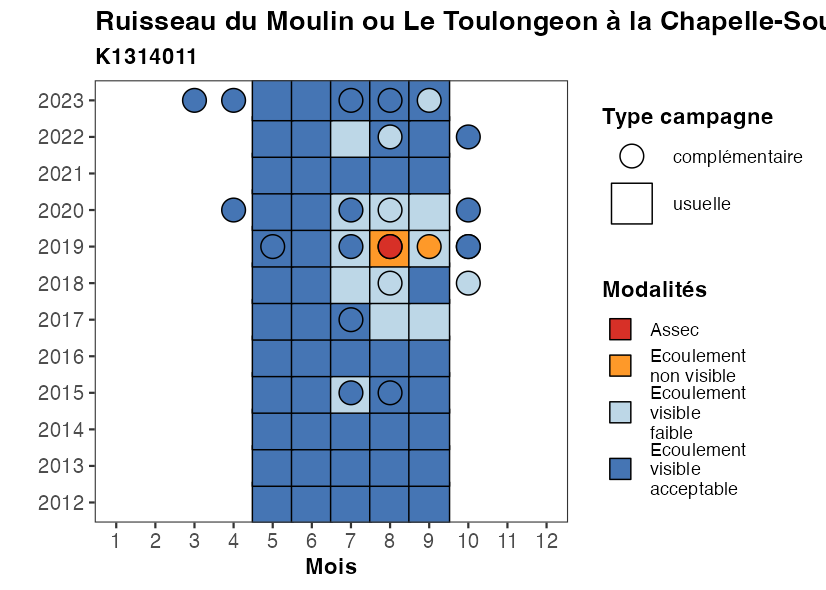 Ruisseau du Moulin ou Le Toulongeon à la Chapelle-Sou
K1314011
2023
2022
2021
2020
2019
2018
2017
2016
2015
2014
2013
2012
1 2 3 4 5 6 7 8 9 10 11 12
Mois
Type campagne
complémentaire
usuelle
Modalités
Assec
Ecoulement
non visible
Ecoulement
visible
faible
Ecoulement
visible
acceptable